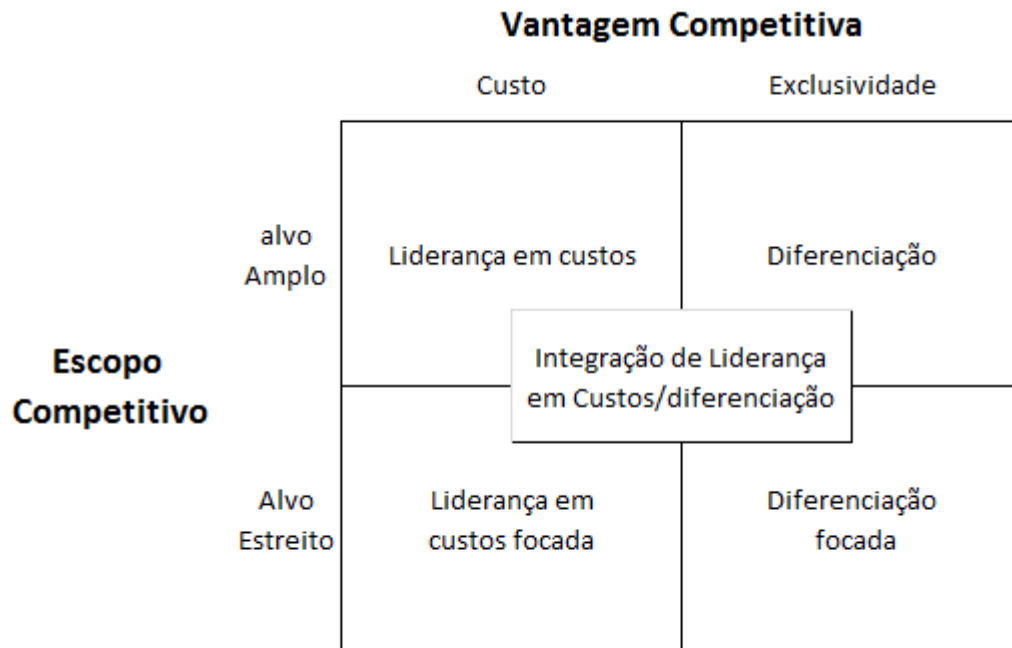 Vantagem Competitiva
Custo
Exclusividade
alvo
Amplo
Liderança em custos
Diferenciação
Integração de Liderança
em Custos/diferenciação
Escopo
Competitivo
Alvo
Estreito
Liderança em
custos focada
Diferenciação
focada